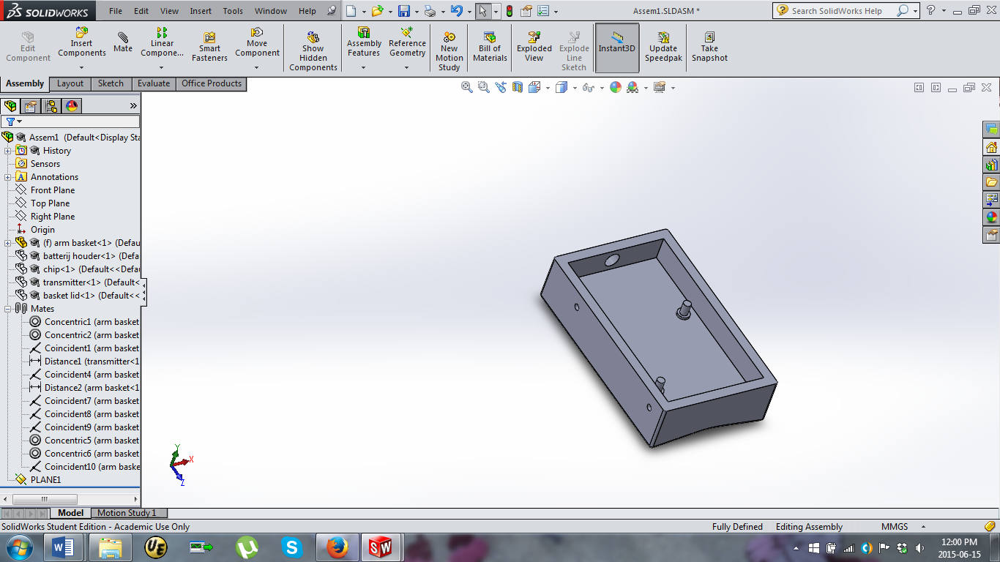 SOLIDWORKS File Edit View Insert Tools Window Help Assem1.SLDASM * Search SolidWorks Help
Edit Component
Insert Components
Mate
Linear Compone...
Smart Fasteners
Move Component
Show Hidden Components
Assembly Features
Reference Geometry
New Motion Study
Bill of Materials
Exploded View
Explode Line Sketch
Instant3D
Update Speedpak
Take Snapshot
Assembly Layout Sketch Evaluate Office Products
Assem1 (Default<Display Sta
History
Sensors
A Annotations
Front Plane
Top Plane
Right Plane
Origin
(f) arm basket<1> (Defau
batterij houder<1> (Defa
chip<1> (Default<<Defau
transmitter<1> (Default<
basket lid<1> (Default<<
Mates
Concentric1 (arm basket
Concentric2 (arm basket
Coincident1 (arm basket
Distance1 (transmitter<1
Coincident4 (arm basket
Distance2 (arm basket<1
Coincident7 (arm basket
Coincident8 (arm basket
Coincident9 (arm basket
Concentric5 (arm basket
Concentric6 (arm basket
Coincident10 (arm baske
PLANE1
Y
X
Z
Model Motion Study 1
SolidWorks Student Edition - Academic Use Only Fully Defined Editing Assembly MMGS
W UE µ S SW 12:00 PM
2015-06-15